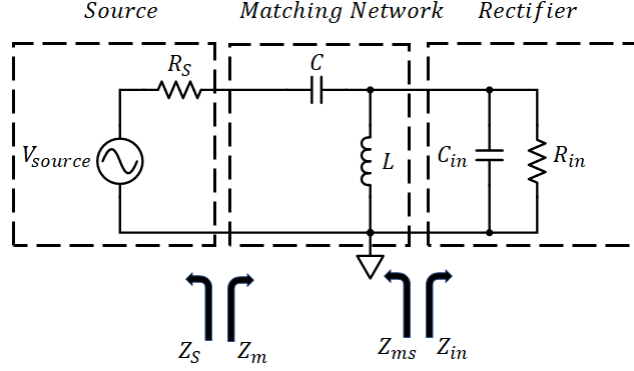 Source
Matching Network
Rectifier
R_S
C
V_source
L
C_in
R_in
Z_S
Z_m
Z_ms
Z_in